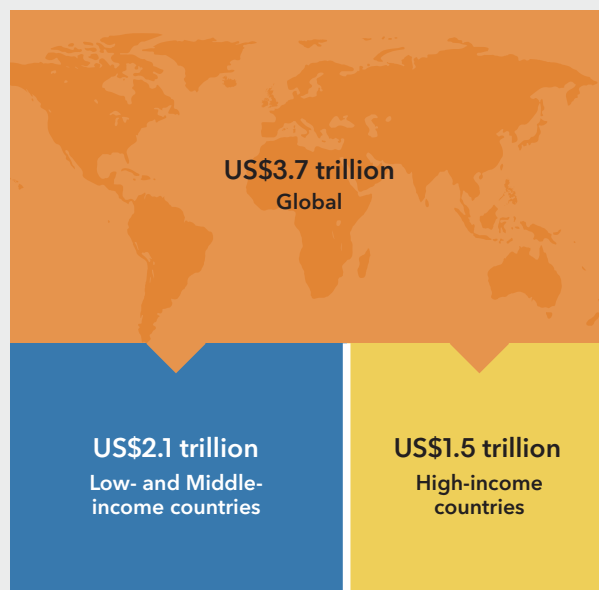 US$3.7 trillion
Global
US$2.1 trillion
Low- and Middle-
income countries
US$1.5 trillion
High-income
countries